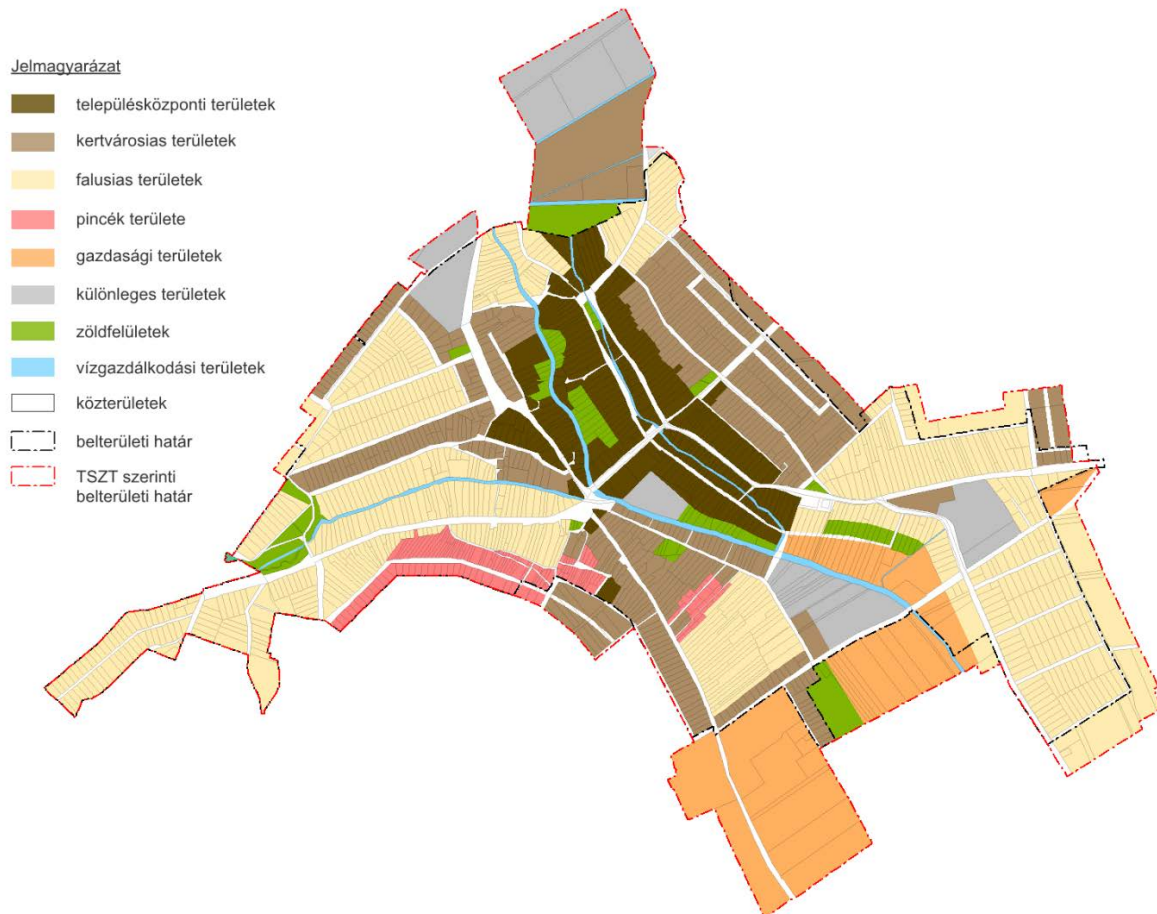 Jelmagyarázat
településközponti területek
kertvárosias területek
falusias területek
pincék területe
gazdasági területek
különleges területek
zöldfelületek
vízgazdálkodási területek
közterületek
belterületi határ
TSZT szerinti
belterületi határ